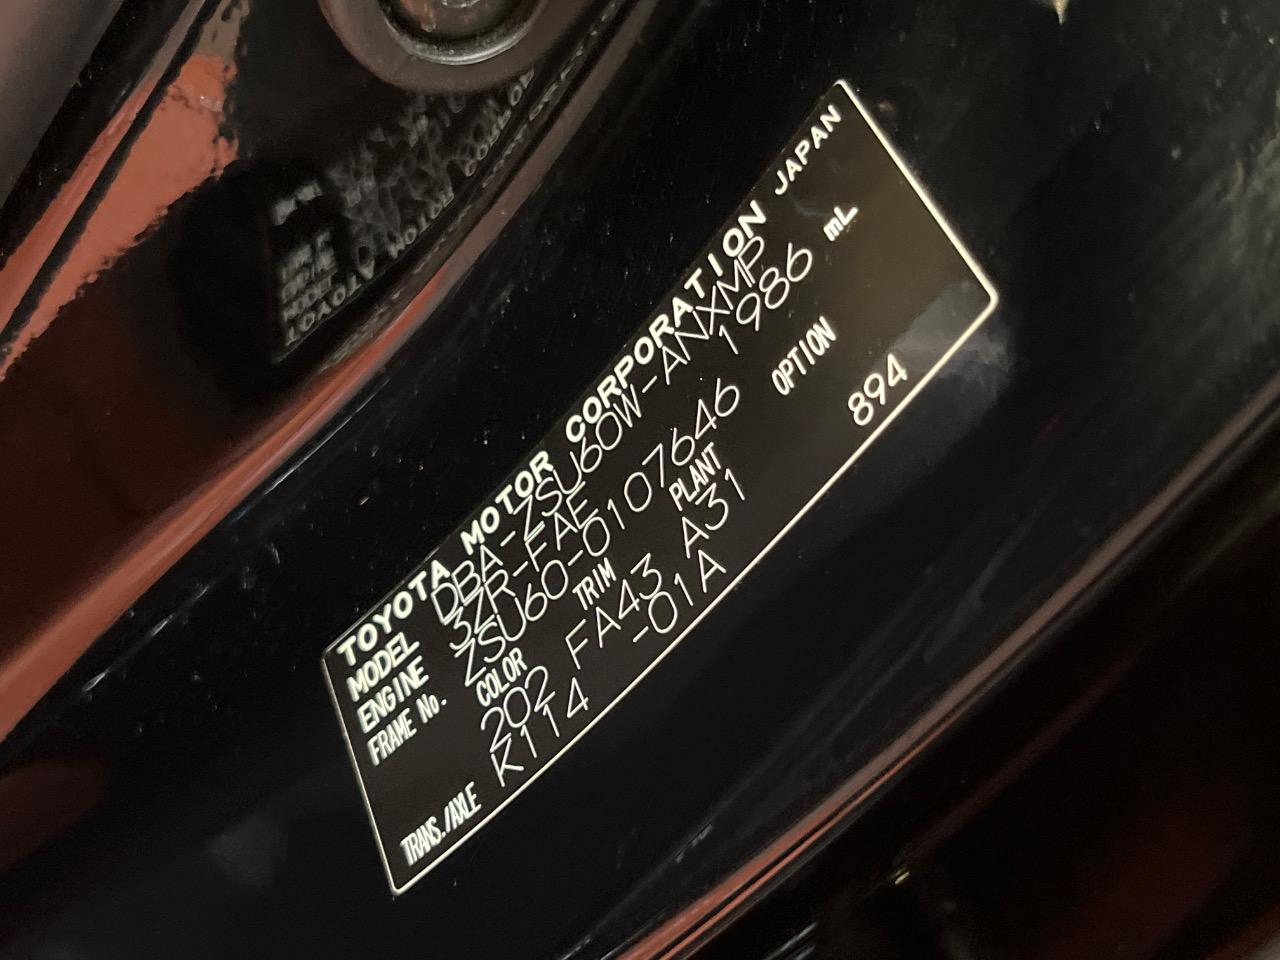 TOYOTA MOTOR CORPORATION JAPAN
MODEL DBA-ZSU60W-ANXMP
ENGINE 3ZR-FAE 1986 mL
FRAME No. ZSU60-0107646
COLOR TRIM PLANT OPTION
202 FA43 A31 894
TRANS./AXLE K114 -01A